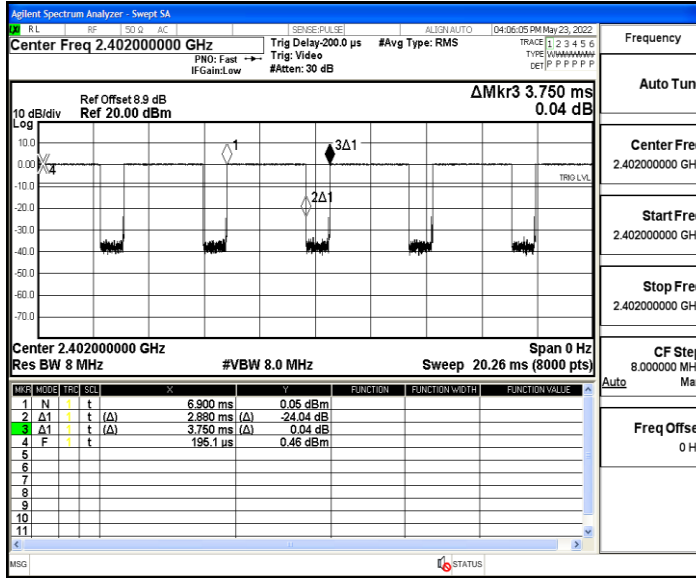 Agilent Spectrum Analyzer - Swept SA
RL RF 50 Ω AC SENSE:PULSE ALIGN AUTO 04:06:05 PM May 23, 2022
Center Freq 2.402000000 GHz
PNO: Fast
IFGain:Low
Trig Delay-200.0 µs
Trig: Video
#Atten: 30 dB
#Avg Type: RMS
TRACE 1 2 3 4 5 6
TYPE
DET P P P P P P
Frequency
Auto Tun
Center Fre
2.402000000 GH
Start Fre
2.402000000 GH
Stop Fre
2.402000000 GH
CF Step
8.000000 MH
Auto Ma
Freq Offse
0 H
Ref Offset 8.9 dB
10 dB/div Ref 20.00 dBm
ΔMkr3 3.750 ms
0.04 dB
Log
10.0
0.00
-10.0
-20.0
-30.0
-40.0
-50.0
-60.0
-70.0
4
1
3Δ1
2Δ1
TRIG LVL
Center 2.402000000 GHz Span 0 Hz
Res BW 8 MHz #VBW 8.0 MHz Sweep 20.26 ms (8000 pts)
MKR MODE TRC SCL X Y FUNCTION FUNCTION WIDTH FUNCTION VALUE
1 N 1 t 6.900 ms 0.05 dBm
2 Δ1 1 t (Δ) 2.880 ms (Δ) -24.04 dB
3 Δ1 1 t (Δ) 3.750 ms (Δ) 0.04 dB
4 F 1 t 195.1 µs 0.46 dBm
5
6
7
8
9
10
11
MSG STATUS